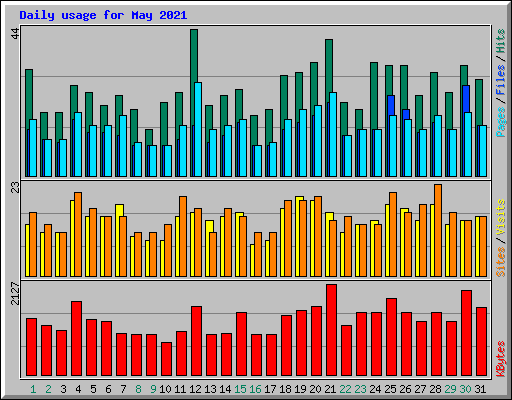 Daily usage for May 2021
44
Pages / Files / Hits
23
Sites / Visits
2127
KBytes
1 2 3 4 5 6 7 8 9 10 11 12 13 14 15 16 17 18 19 20 21 22 23 24 25 26 27 28 29 30 31